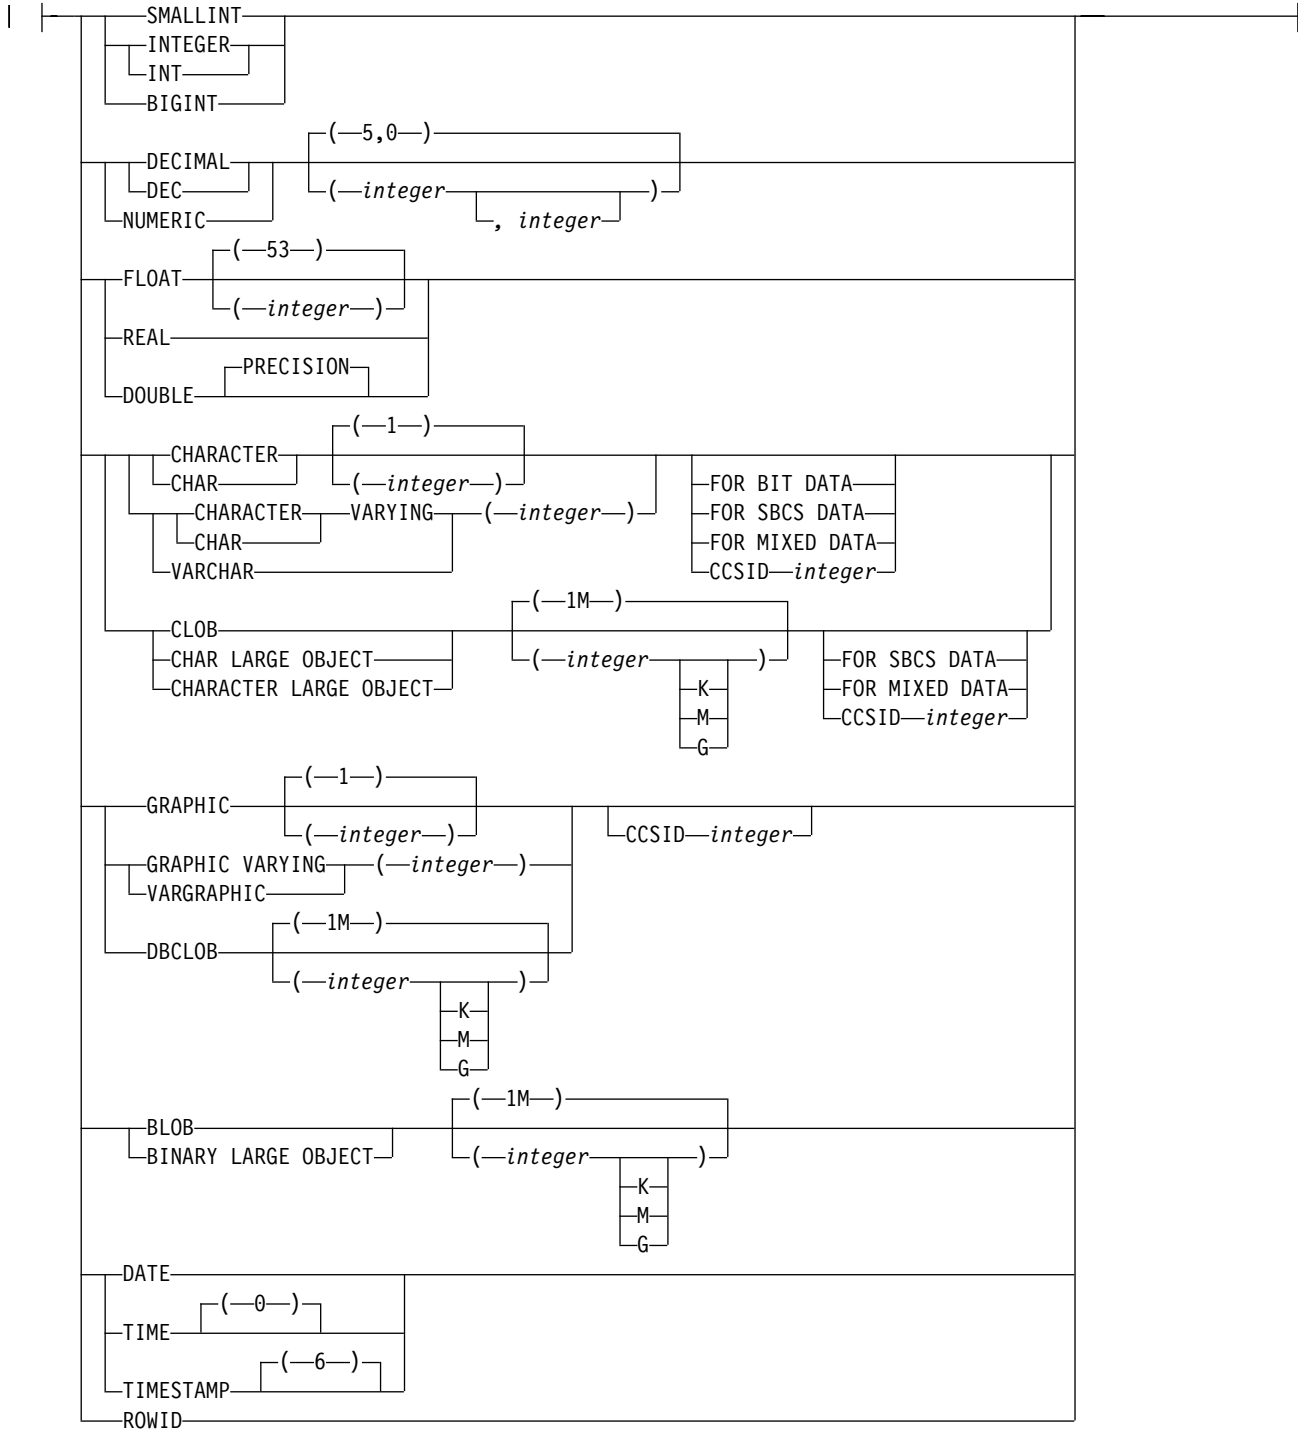 SMALLINT
INTEGER
INT
BIGINT
( 5,0 )
DECIMAL
DEC ( integer )
NUMERIC , integer
( 53 )
FLOAT
( integer )
REAL
PRECISION
DOUBLE
( 1 )
CHARACTER
CHAR ( integer ) FOR BIT DATA
CHARACTER VARYING ( integer ) FOR SBCS DATA
CHAR FOR MIXED DATA
VARCHAR CCSID integer
( 1M )
CLOB
CHAR LARGE OBJECT ( integer ) FOR SBCS DATA
CHARACTER LARGE OBJECT K FOR MIXED DATA
M CCSID integer
G
( 1 )
GRAPHIC
( integer ) CCSID integer
GRAPHIC VARYING ( integer )
VARGRAPHIC
( 1M )
DBCLOB
( integer )
K
M
G
( 1M )
BLOB
BINARY LARGE OBJECT ( integer )
K
M
G
DATE
( 0 )
TIME
( 6 )
TIMESTAMP
ROWID